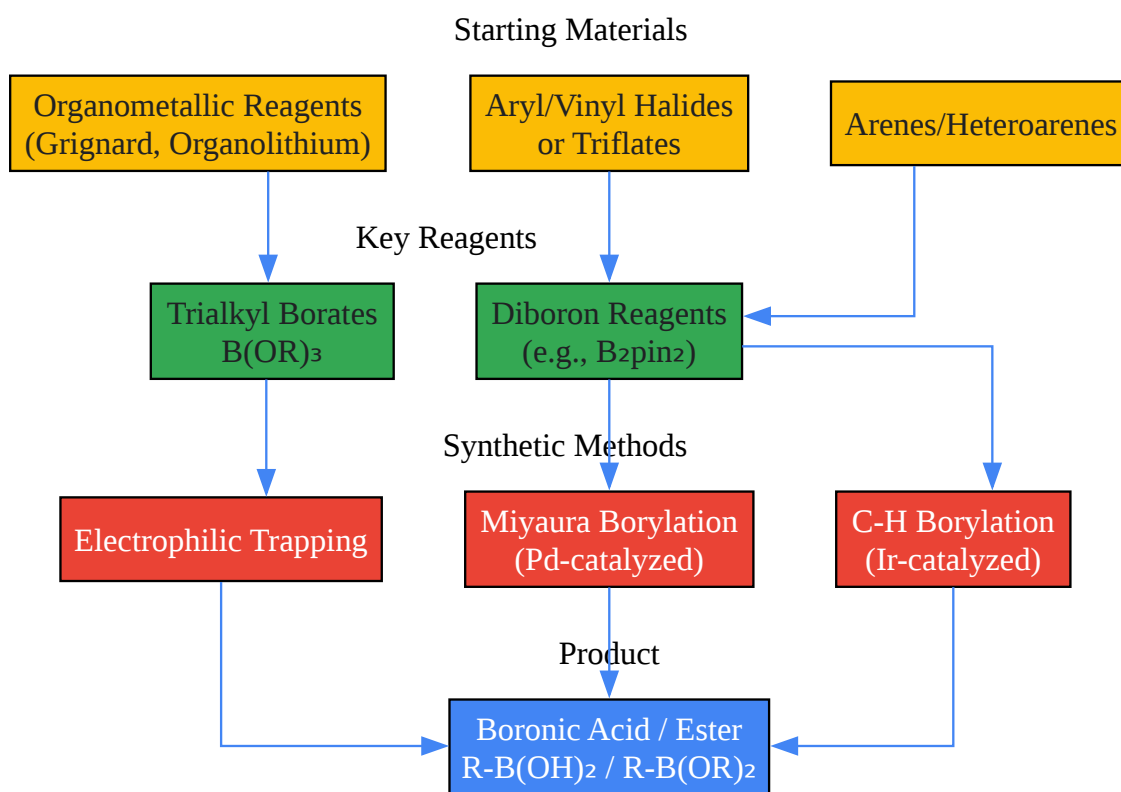 Starting Materials
Organometallic Reagents
(Grignard, Organolithium)
Aryl/Vinyl Halides
or Triflates
Arenes/Heteroarenes
Key Reagents
Trialkyl Borates
B(OR)₃
Diboron Reagents
(e.g., B₂pin₂)
Synthetic Methods
Electrophilic Trapping
Miyaura Borylation
(Pd-catalyzed)
C-H Borylation
(Ir-catalyzed)
Product
Boronic Acid / Ester
R-B(OH)₂ / R-B(OR)₂